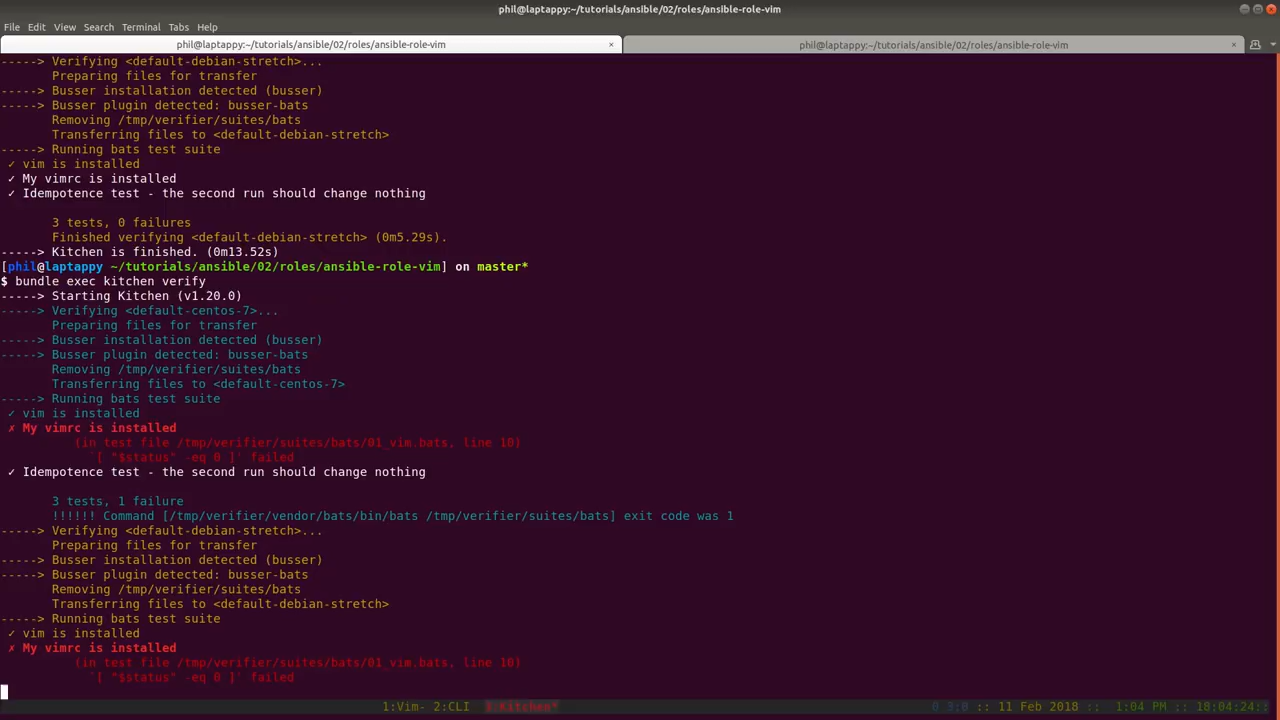 phil@laptappy:~/tutorials/ansible/02/roles/ansible-role-vim
File Edit View Search Terminal Tabs Help
phil@laptappy:~/tutorials/ansible/02/roles/ansible-role-vim × phil@laptappy:~/tutorials/ansible/02/roles/ansible-role-vim ×
-----> Verifying <default-debian-stretch>...
Preparing files for transfer
-----> Busser installation detected (busser)
-----> Busser plugin detected: busser-bats
Removing /tmp/verifier/suites/bats
Transferring files to <default-debian-stretch>
-----> Running bats test suite
✓ vim is installed
✓ My vimrc is installed
✓ Idempotence test - the second run should change nothing
3 tests, 0 failures
Finished verifying <default-debian-stretch> (0m5.29s).
-----> Kitchen is finished. (0m13.52s)
[phil@laptappy ~/tutorials/ansible/02/roles/ansible-role-vim] on master*
$ bundle exec kitchen verify
-----> Starting Kitchen (v1.20.0)
-----> Verifying <default-centos-7>...
Preparing files for transfer
-----> Busser installation detected (busser)
-----> Busser plugin detected: busser-bats
Removing /tmp/verifier/suites/bats
Transferring files to <default-centos-7>
-----> Running bats test suite
✓ vim is installed
✗ My vimrc is installed
(in test file /tmp/verifier/suites/bats/01_vim.bats, line 10)
`[ "$status" -eq 0 ]' failed
✓ Idempotence test - the second run should change nothing
3 tests, 1 failure
!!!!!! Command [/tmp/verifier/vendor/bats/bin/bats /tmp/verifier/suites/bats] exit code was 1
-----> Verifying <default-debian-stretch>...
Preparing files for transfer
-----> Busser installation detected (busser)
-----> Busser plugin detected: busser-bats
Removing /tmp/verifier/suites/bats
Transferring files to <default-debian-stretch>
-----> Running bats test suite
✓ vim is installed
✗ My vimrc is installed
(in test file /tmp/verifier/suites/bats/01_vim.bats, line 10)
`[ "$status" -eq 0 ]' failed
1:Vim- 2:CLI 3:Kitchen* 0 3:0 :: 11 Feb 2018 :: 1:04 PM :: 18:04:24::